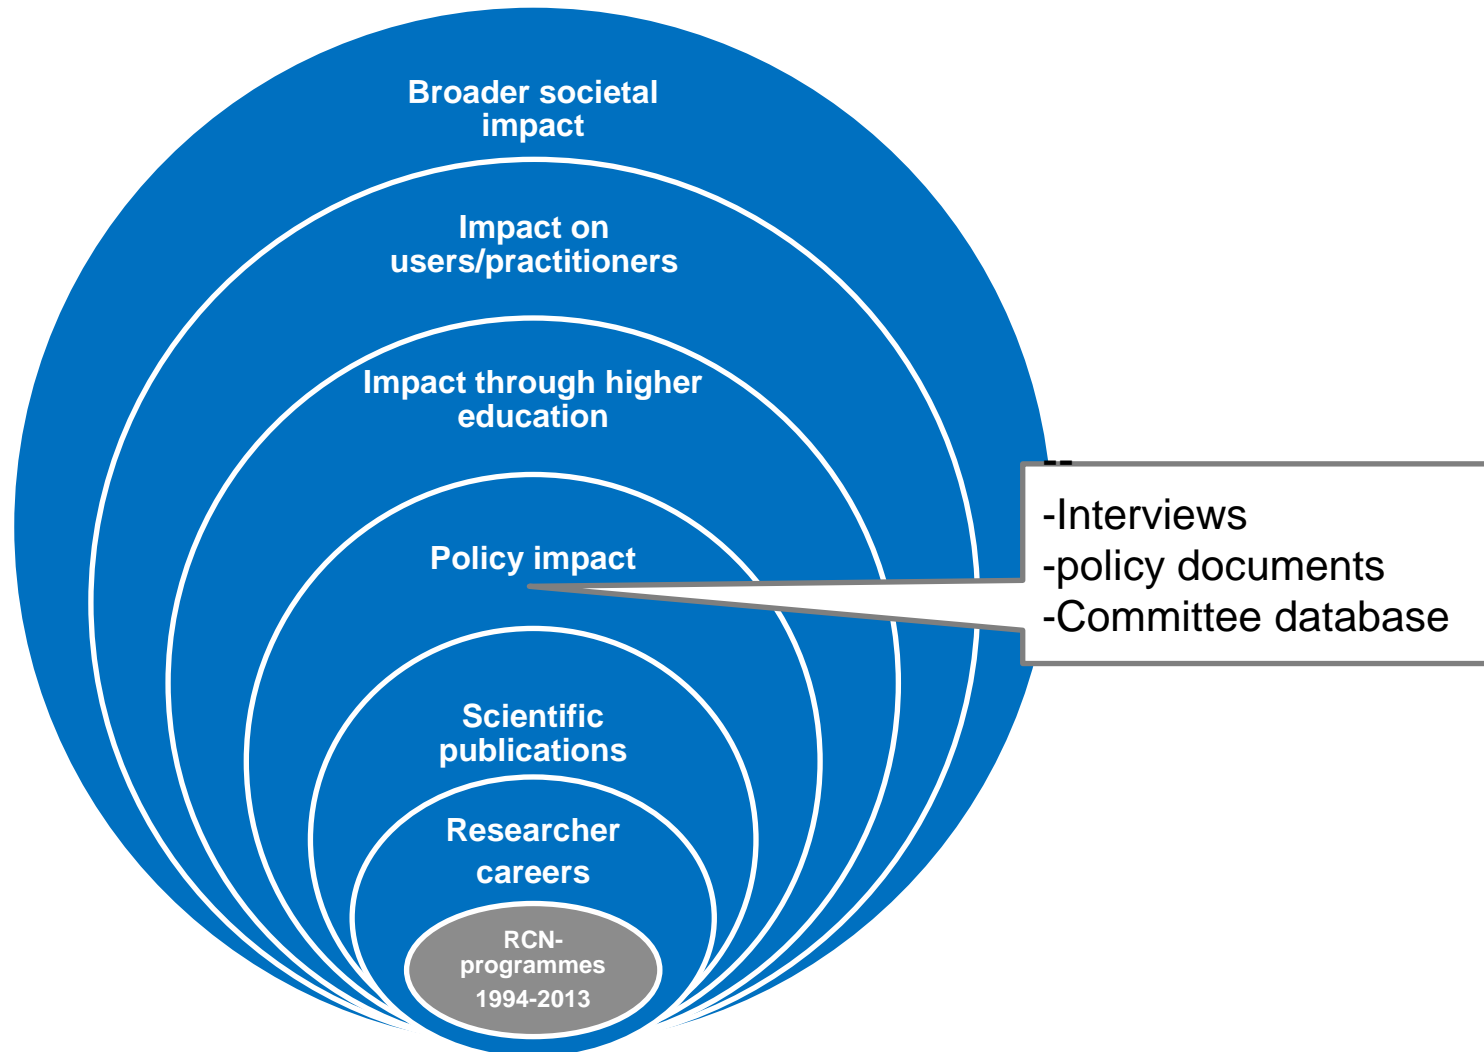 Broader societal
impact
Impact on
users/practitioners
Impact through higher
education
Policy impact
--
-Interviews
-policy documents
-Committee database
Scientific
publications
Researcher
careers
RCN-
programmes
1994-2013